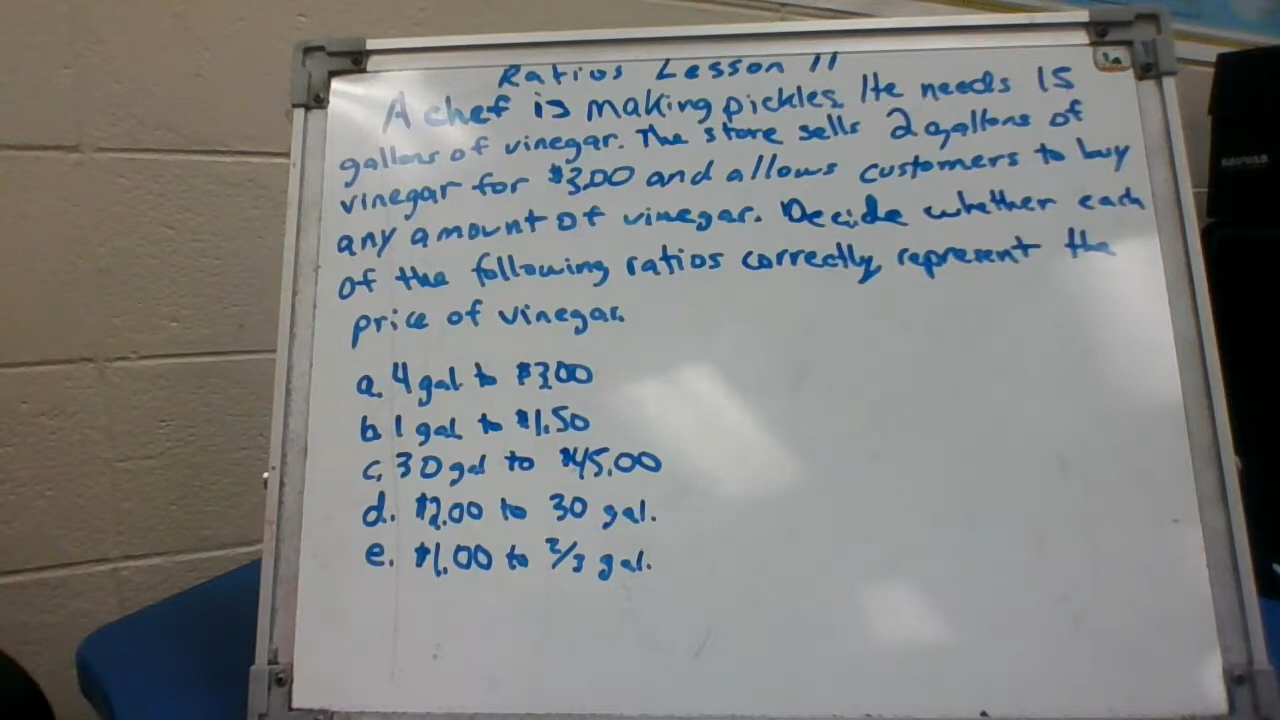 Ratios Lesson 11
1a
A chef is making pickles. He needs 15
gallons of vinegar. The store sells 2 gallons of
vinegar for $3.00 and allows customers to buy
any amount of vinegar. Decide whether each
of the following ratios correctly represent the
price of vinegar.
a. 4 gal to $3.00
b. 1 gal to $1.50
c. 30 gal to $45.00
d. $2.00 to 30 gal.
e. $1.00 to 2/3 gal.